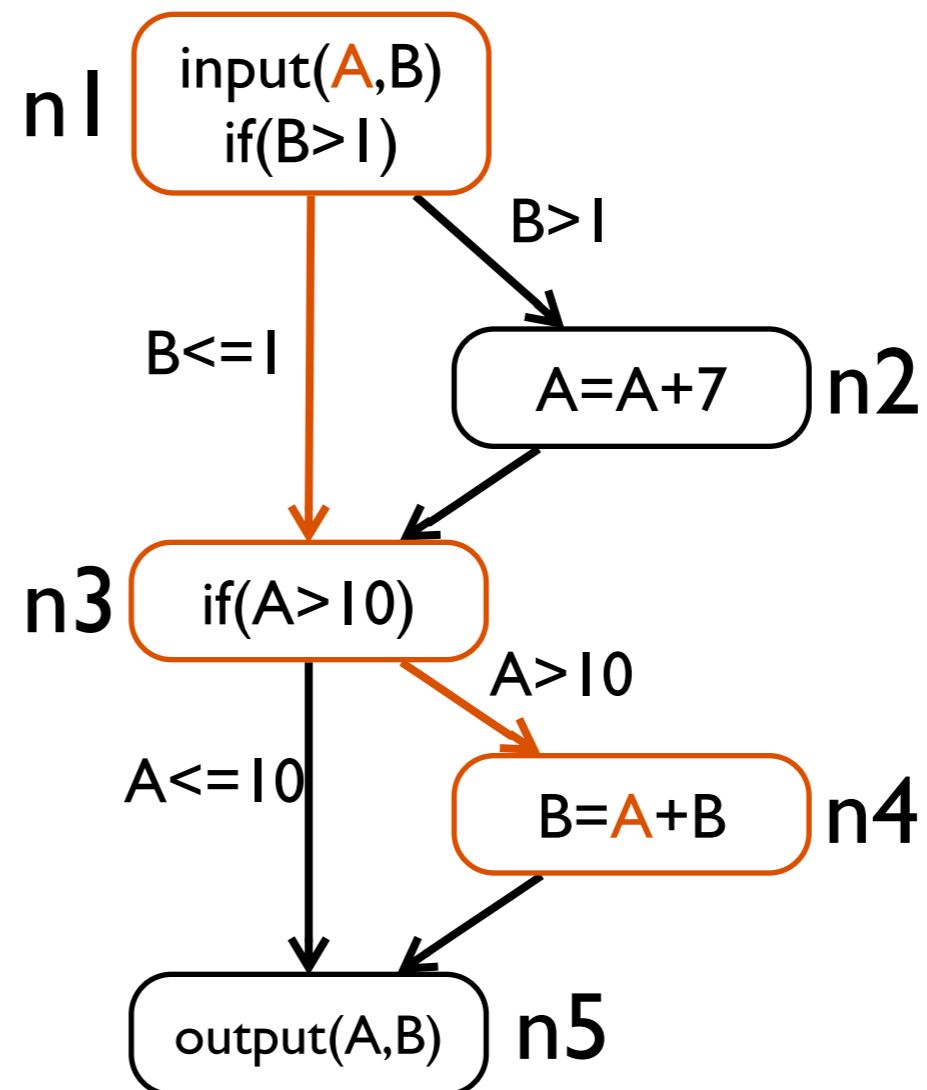 n1
input(A,B)
if(B>1)
B>1
B<=1
A=A+7
n2
n3
if(A>10)
A>10
A<=10
B=A+B
n4
output(A,B)
n5